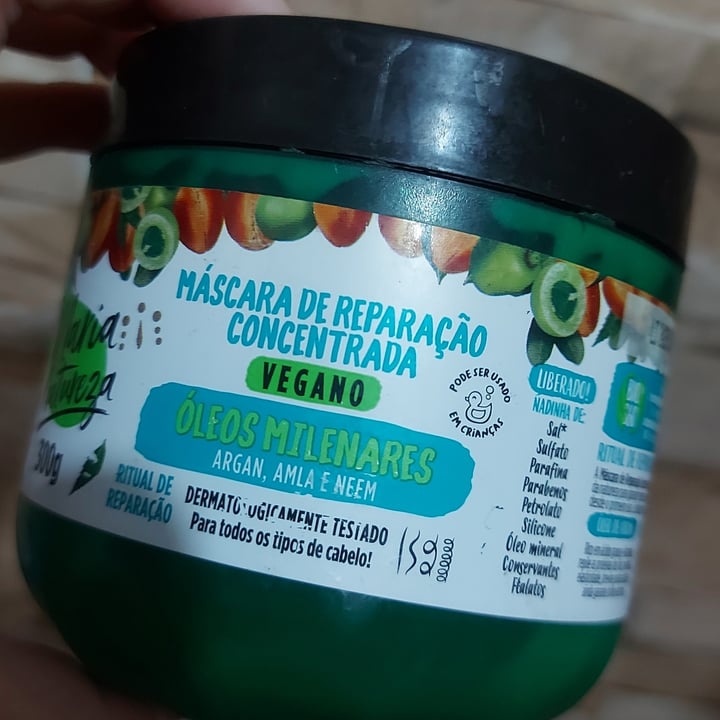 Maria
Natureza
300g
MÁSCARA DE REPARAÇÃO
CONCENTRADA
VEGANO
ÓLEOS MILENARES
ARGAN, AMLA E NEEM
RITUAL DE
REPARAÇÃO
DERMATOLOGICAMENTE TESTADO
Para todos os tipos de cabelo!
PODE SER USADO
EM CRIANÇAS
LIBERADO!
NADINHA DE:
Sal*
Sulfato
Parafina
Parabenos
Petrolato
Silicone
Óleo mineral
Conservantes
Ftalatos
RITUAL DE